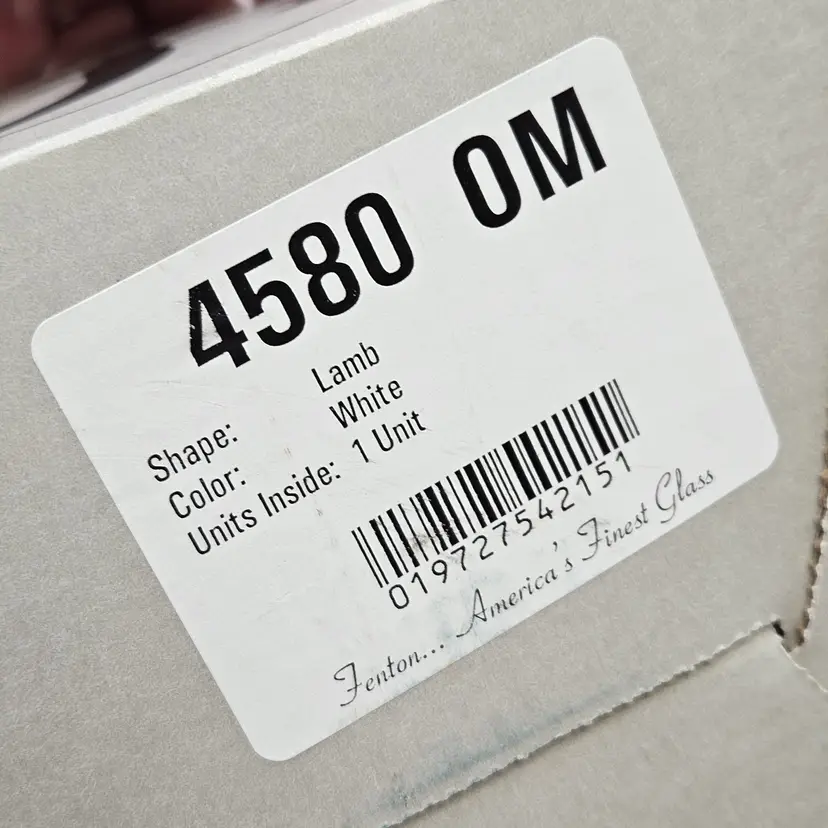 4580 OM
Shape: Lamb
Color: White
Units Inside: 1 Unit
019727542151
Fenton... America's Finest Glass